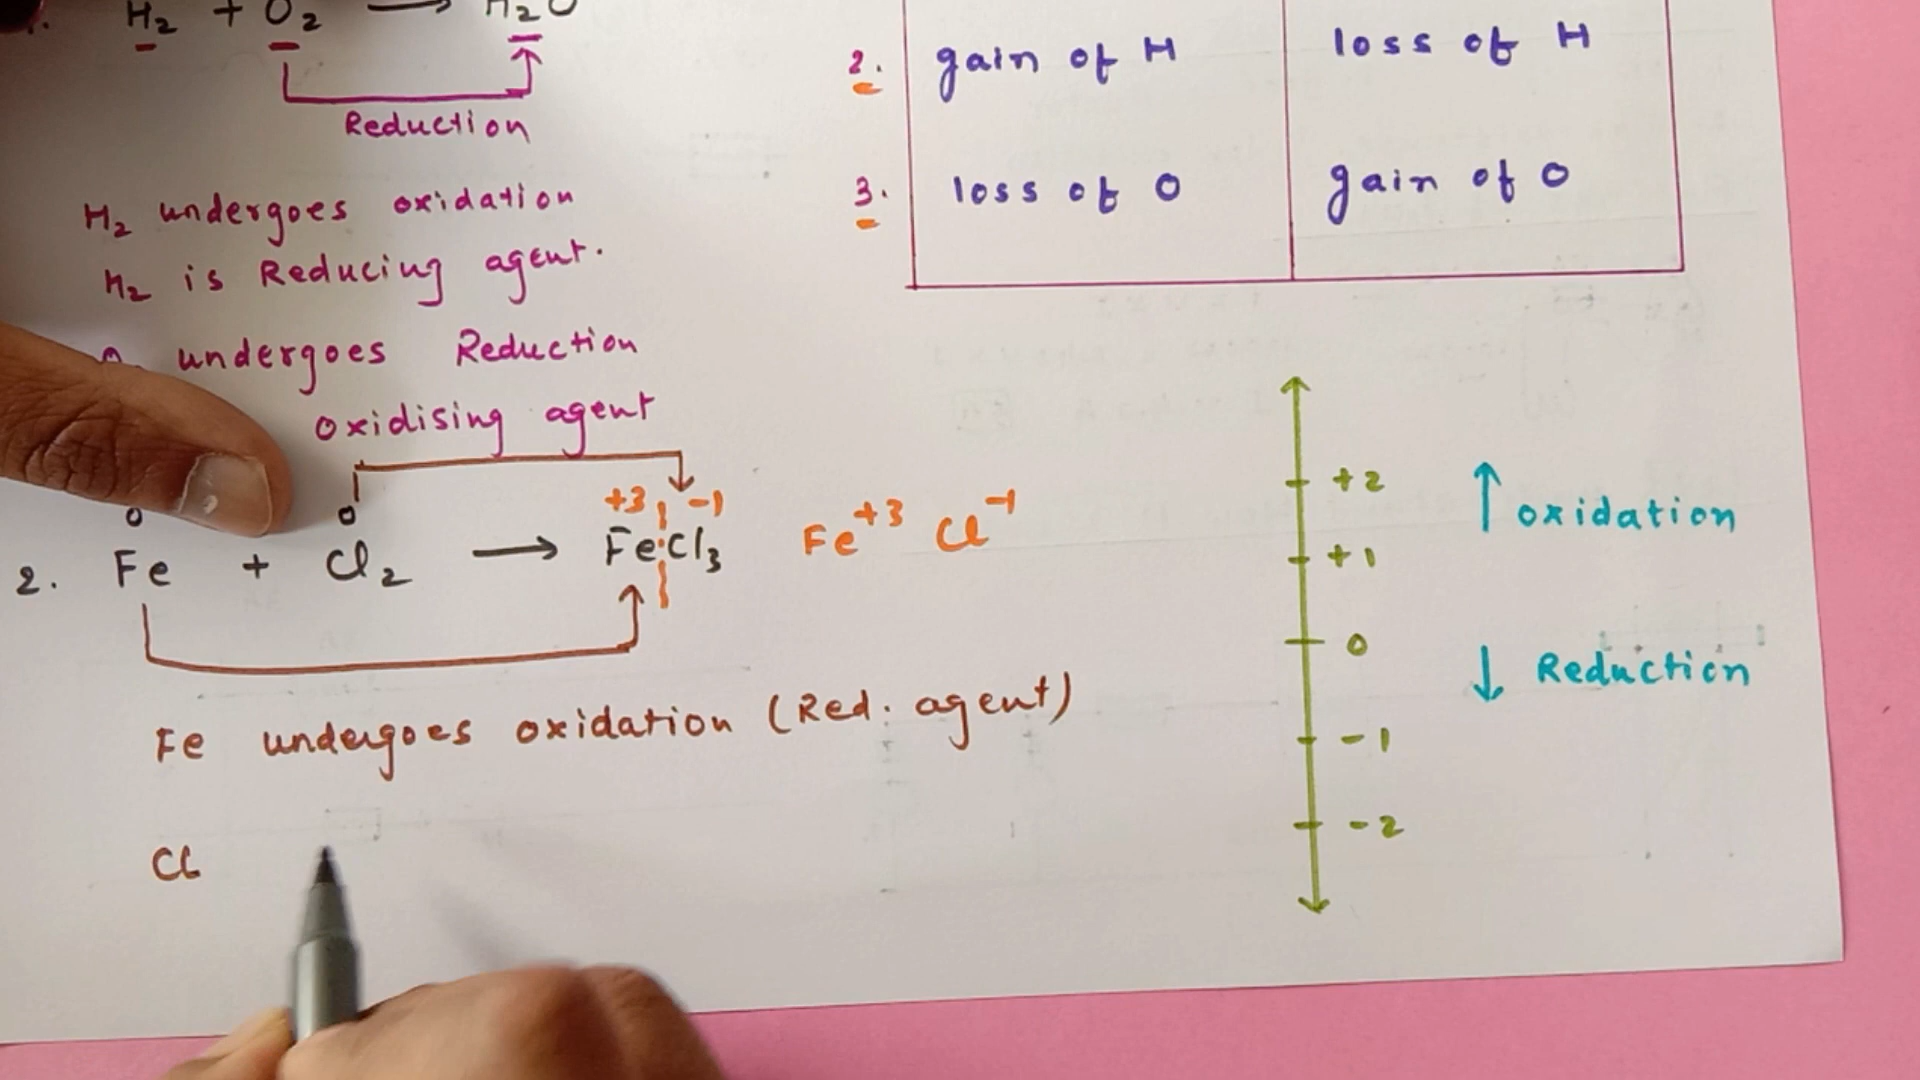 H₂ + O₂ → H₂O
Reduction
H₂ undergoes oxidation
H₂ is Reducing agent.
undergoes Reduction
oxidising agent
0 0 +3 -1
2. Fe + Cl₂ → FeCl₃ Fe⁺³ Cl⁻¹
Fe undergoes oxidation (Red. agent)
Cl
2. gain of H loss of H
3. loss of O gain of O
+2
↑ oxidation
+1
0
↓ Reduction
-1
-2